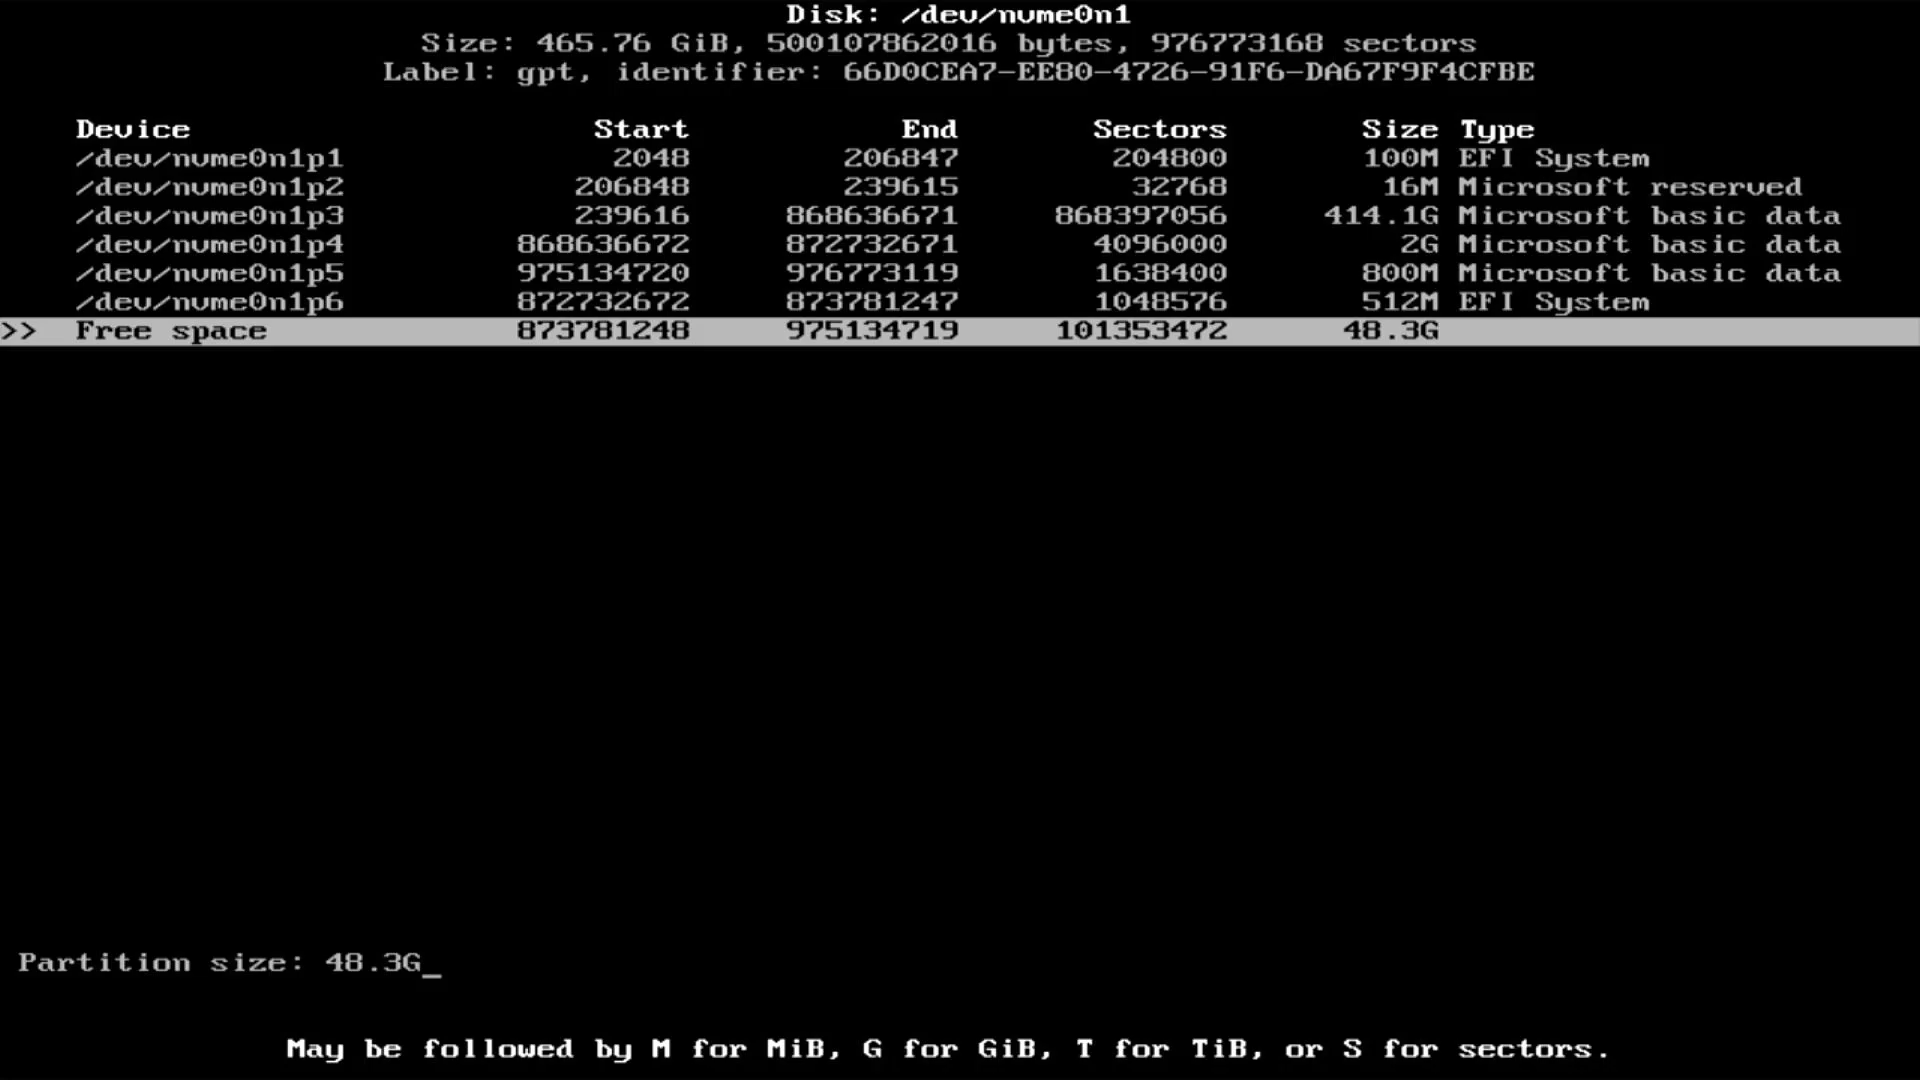 Disk: /dev/nvme0n1
Size: 465.76 GiB, 500107862016 bytes, 976773168 sectors
Label: gpt, identifier: 66D0CEA7-EE80-4726-91F6-DA67F9F4CFBE
Device Start End Sectors Size Type
/dev/nvme0n1p1 2048 206847 204800 100M EFI System
/dev/nvme0n1p2 206848 239615 32768 16M Microsoft reserved
/dev/nvme0n1p3 239616 868636671 868397056 414.1G Microsoft basic data
/dev/nvme0n1p4 868636672 872732671 4096000 2G Microsoft basic data
/dev/nvme0n1p5 975134720 976773119 1638400 800M Microsoft basic data
/dev/nvme0n1p6 872732672 873781247 1048576 512M EFI System
>> Free space 873781248 975134719 101353472 48.3G
Partition size: 48.3G_
May be followed by M for MiB, G for GiB, T for TiB, or S for sectors.